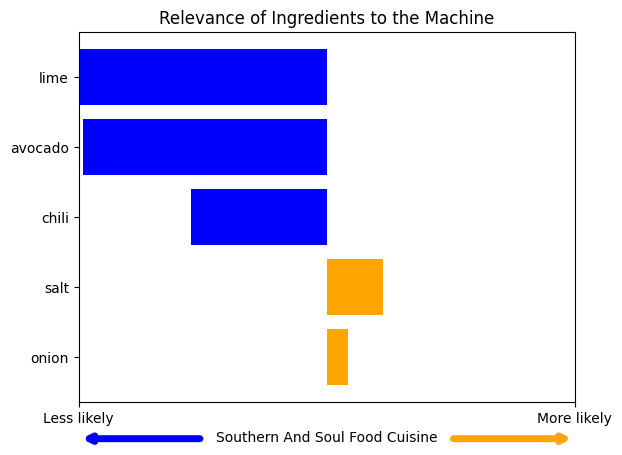 Relevance of Ingredients to the Machine
lime
avocado
chili
salt
onion
Less likely
More likely
Southern And Soul Food Cuisine